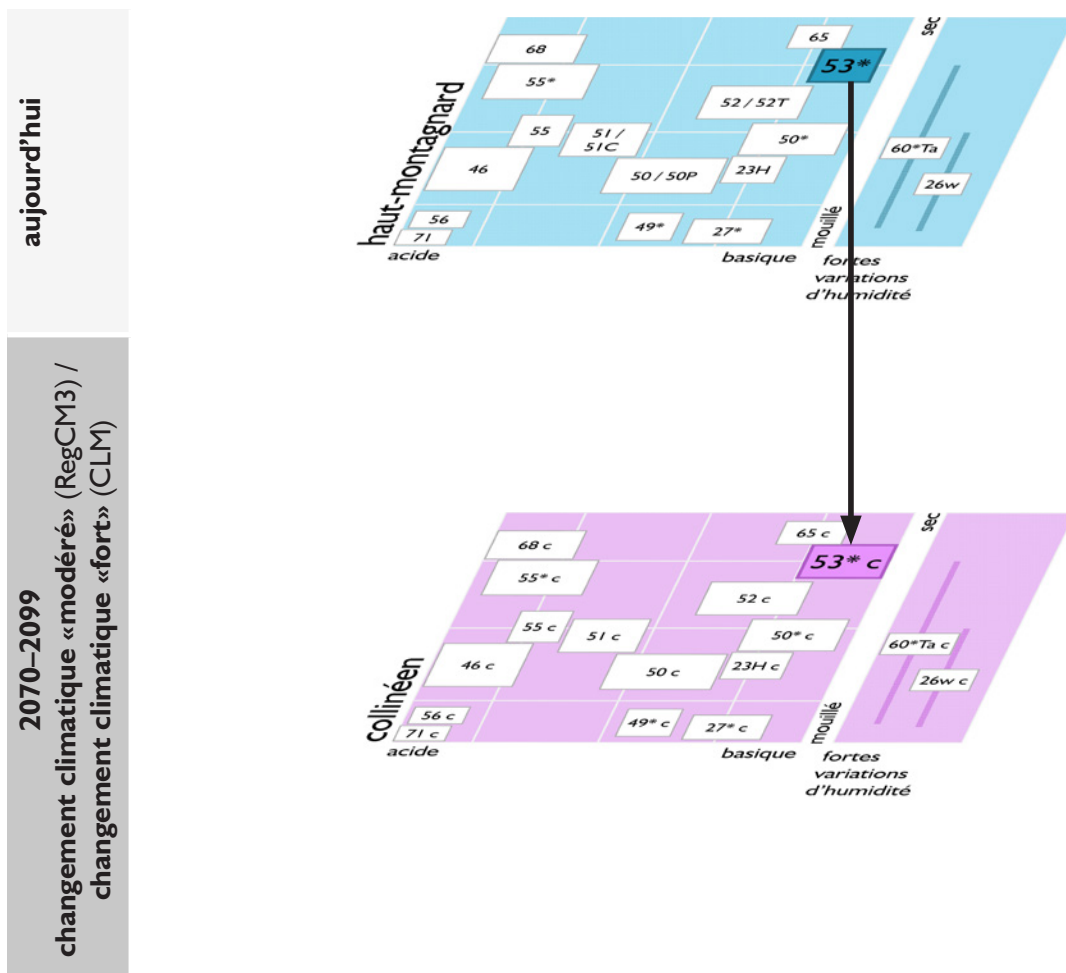 aujourd'hui
haut-montagnard
68
65
53*
sec
55*
52 / 52T
55
51 /
51C
50*
60*Ta
46
50 / 50P
23H
26w
56
71
49*
27*
mouillé
acide
basique
fortes
variations
d'humidité
2070–2099
changement climatique «modéré» (RegCM3) /
changement climatique «fort» (CLM)
collinéen
68 c
65 c
53* c
sec
55* c
52 c
55 c
51 c
50* c
60*Ta c
46 c
50 c
23H c
26w c
56 c
71 c
49* c
27* c
mouillé
acide
basique
fortes
variations
d'humidité